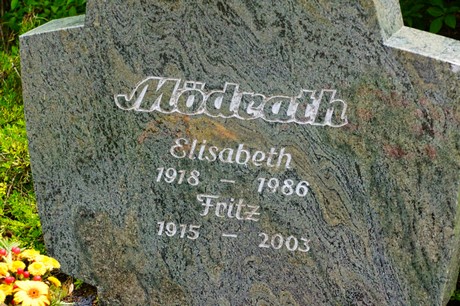 Mödrath
Elisabeth
1918 – 1986
Fritz
1915 – 2003